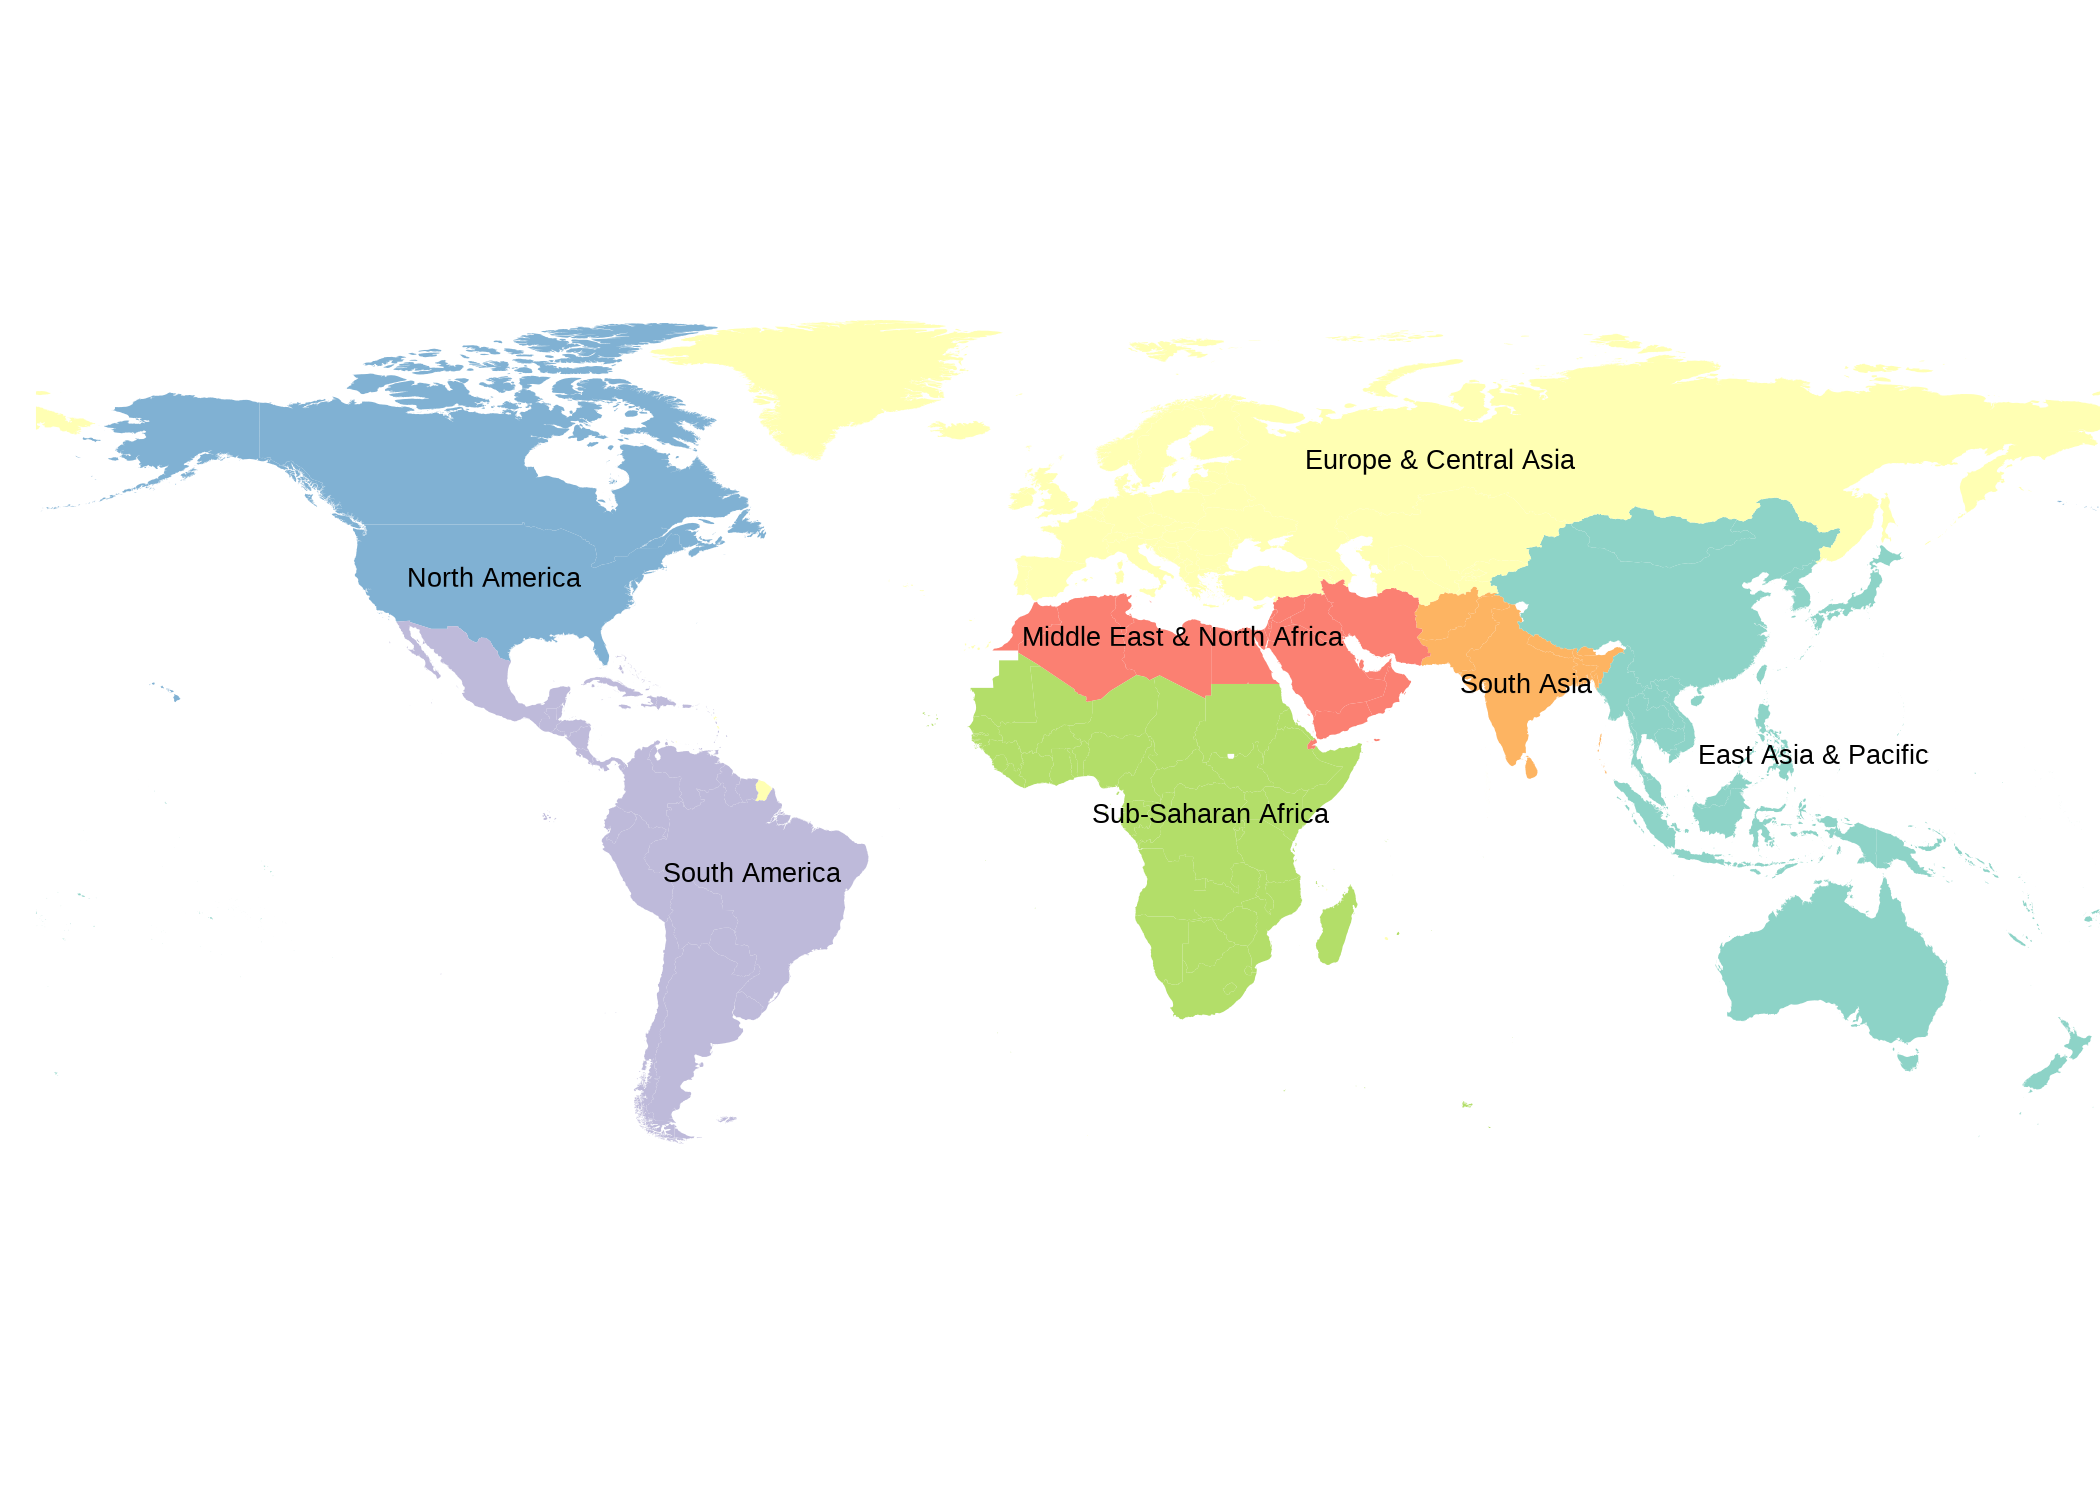 Europe & Central Asia
North America
Middle East & North Africa
South Asia
East Asia & Pacific
Sub-Saharan Africa
South America